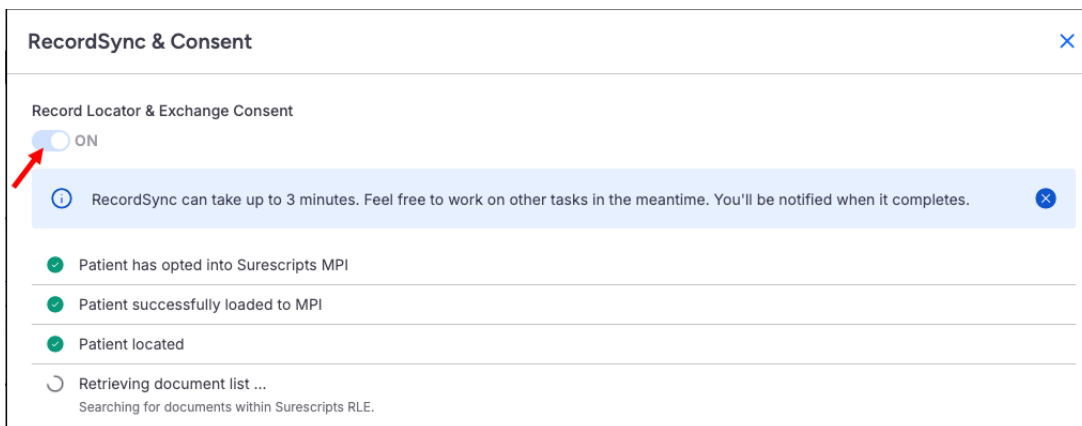 RecordSync & Consent
Record Locator & Exchange Consent
ON
RecordSync can take up to 3 minutes. Feel free to work on other tasks in the meantime. You'll be notified when it completes.
Patient has opted into Surescripts MPI
Patient successfully loaded to MPI
Patient located
Retrieving document list ...
Searching for documents within Surescripts RLE.